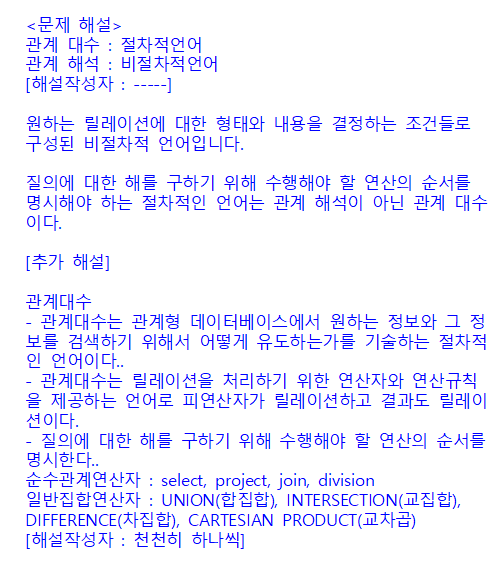 <문제 해설>
관계 대수 : 절차적언어
관계 해석 : 비절차적언어
[해설작성자 : -----]
원하는 릴레이션에 대한 형태와 내용을 결정하는 조건들로
구성된 비절차적 언어입니다.
질의에 대한 해를 구하기 위해 수행해야 할 연산의 순서를
명시해야 하는 절차적인 언어는 관계 해석이 아닌 관계 대수
이다.
[추가 해설]
관계대수
- 관계대수는 관계형 데이터베이스에서 원하는 정보와 그 정
보를 검색하기 위해서 어떻게 유도하는가를 기술하는 절차적
인 언어이다..
- 관계대수는 릴레이션을 처리하기 위한 연산자와 연산규칙
을 제공하는 언어로 피연산자가 릴레이션하고 결과도 릴레이
션이다.
- 질의에 대한 해를 구하기 위해 수행해야 할 연산의 순서를
명시한다..
순수관계연산자 : select, project, join, division
일반집합연산자 : UNION(합집합), INTERSECTION(교집합),
DIFFERENCE(차집합), CARTESIAN PRODUCT(교차곱)
[해설작성자 : 천천히 하나씩]